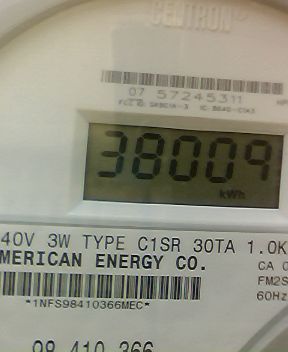 CENTRON®
07 57245311
38009
kWh
40V 3W TYPE C1SR 30TA 1.0K
MERICAN ENERGY CO.
CA 0
FM2S
*1NFS98410366MEC*
60Hz
98 410 366